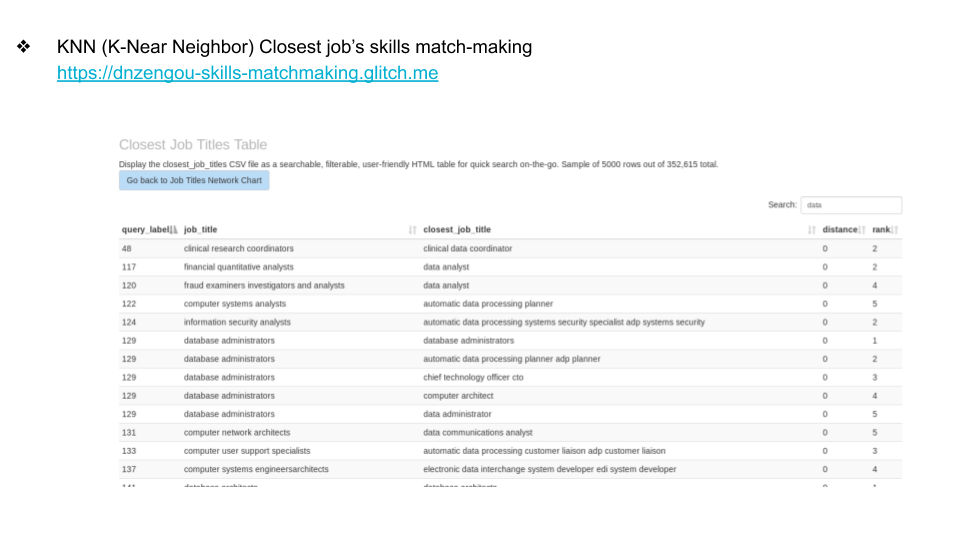 ❖ KNN (K-Near Neighbor) Closest job's skills match-making
https://dnzengou-skills-matchmaking.glitch.me
Closest Job Titles Table
Display the closest_job_titles CSV file as a searchable, filterable, user-friendly HTML table for quick search on-the-go. Sample of 5000 rows out of 352,615 total.
Go back to Job Titles Network Chart
Search: data
query_label job_title closest_job_title distance rank
48 clinical research coordinators clinical data coordinator 0 2
117 financial quantitative analysts data analyst 0 2
120 fraud examiners investigators and analysts data analyst 0 4
122 computer systems analysts automatic data processing planner 0 5
124 information security analysts automatic data processing systems security specialist adp systems security 0 2
129 database administrators database administrators 0 1
129 database administrators automatic data processing planner adp planner 0 2
129 database administrators chief technology officer cto 0 3
129 database administrators computer architect 0 4
129 database administrators data administrator 0 5
131 computer network architects data communications analyst 0 5
133 computer user support specialists automatic data processing customer liaison adp customer liaison 0 3
137 computer systems engineersarchitects electronic data interchange system developer edi system developer 0 4
141 database architects database architects 0 1